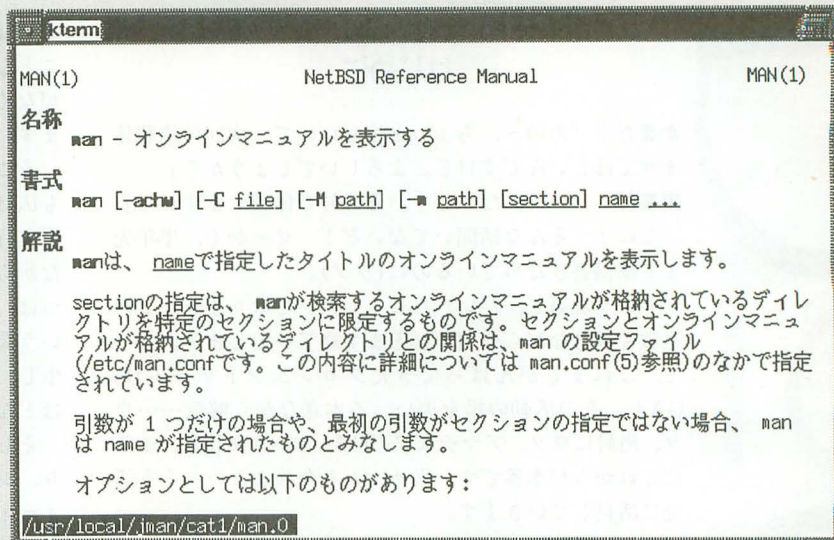 kterm
MAN(1) NetBSD Reference Manual MAN(1)
名称
man - オンラインマニュアルを表示する
書式
man [-achw] [-C file] [-M path] [-m path] [section] name ...
解説
manは、 nameで指定したタイトルのオンラインマニュアルを表示します。
sectionの指定は、 manが検索するオンラインマニュアルが格納されているディレ
クトリを特定のセクションに限定するものです。セクションとオンラインマニュ
アルが格納されているディレクトリとの関係は、man の設定ファイル
(/etc/man.confです。この内容に詳細については man.conf(5)参照)のなかで指定
されています。
引数が 1 つだけの場合や、最初の引数がセクションの指定ではない場合、 man
は name が指定されたものとみなします。
オプションとしては以下のものがあります:
/usr/local/jman/cat1/man.0